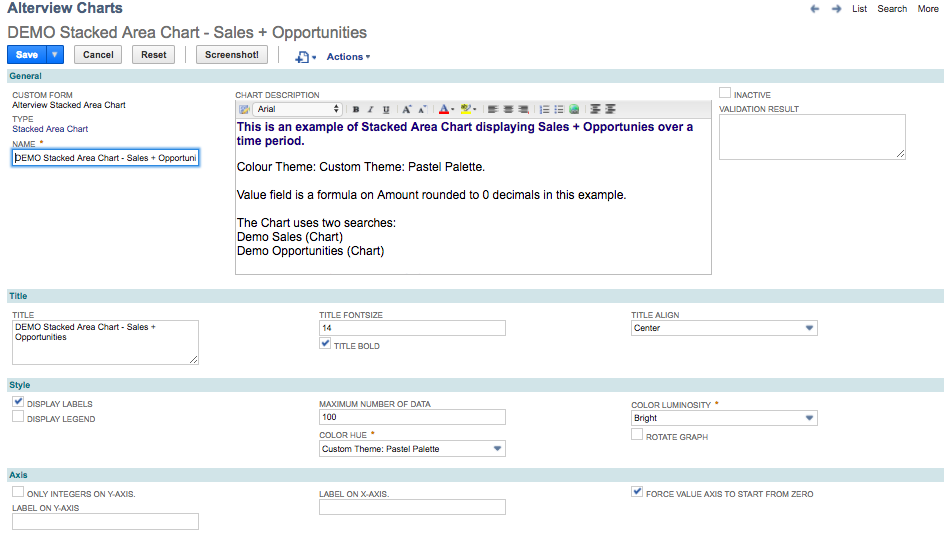 Alterview Charts
List Search More
DEMO Stacked Area Chart - Sales + Opportunities
Save Cancel Reset Screenshot! Actions
General
CUSTOM FORM
Alterview Stacked Area Chart
TYPE
Stacked Area Chart
NAME *
DEMO Stacked Area Chart - Sales + Opportuni
CHART DESCRIPTION
Arial B I U A A A
This is an example of Stacked Area Chart displaying Sales + Opportunies over a
time period.
Colour Theme: Custom Theme: Pastel Palette.
Value field is a formula on Amount rounded to 0 decimals in this example.
The Chart uses two searches:
Demo Sales (Chart)
Demo Opportunities (Chart)
INACTIVE
VALIDATION RESULT
Title
TITLE
DEMO Stacked Area Chart - Sales +
Opportunities
TITLE FONTSIZE
14
TITLE BOLD
TITLE ALIGN
Center
Style
DISPLAY LABELS
DISPLAY LEGEND
MAXIMUM NUMBER OF DATA
100
COLOR HUE *
Custom Theme: Pastel Palette
COLOR LUMINOSITY *
Bright
ROTATE GRAPH
Axis
ONLY INTEGERS ON Y-AXIS.
LABEL ON Y-AXIS
LABEL ON X-AXIS.
FORCE VALUE AXIS TO START FROM ZERO